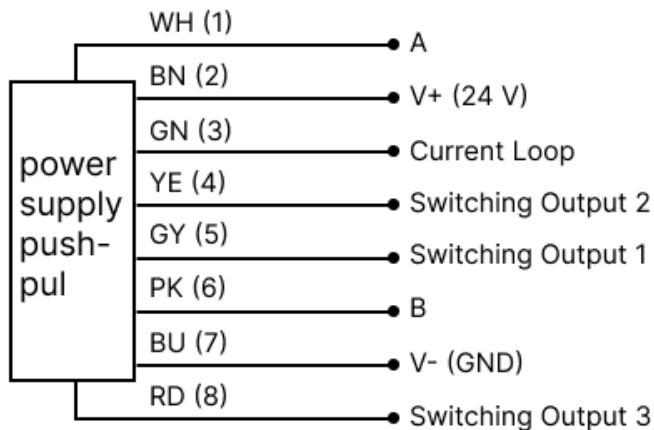 WH (1)
A
BN (2)
V+ (24 V)
GN (3)
Current Loop
YE (4)
Switching Output 2
GY (5)
Switching Output 1
PK (6)
B
BU (7)
V- (GND)
RD (8)
Switching Output 3
power
supply
push-
pul